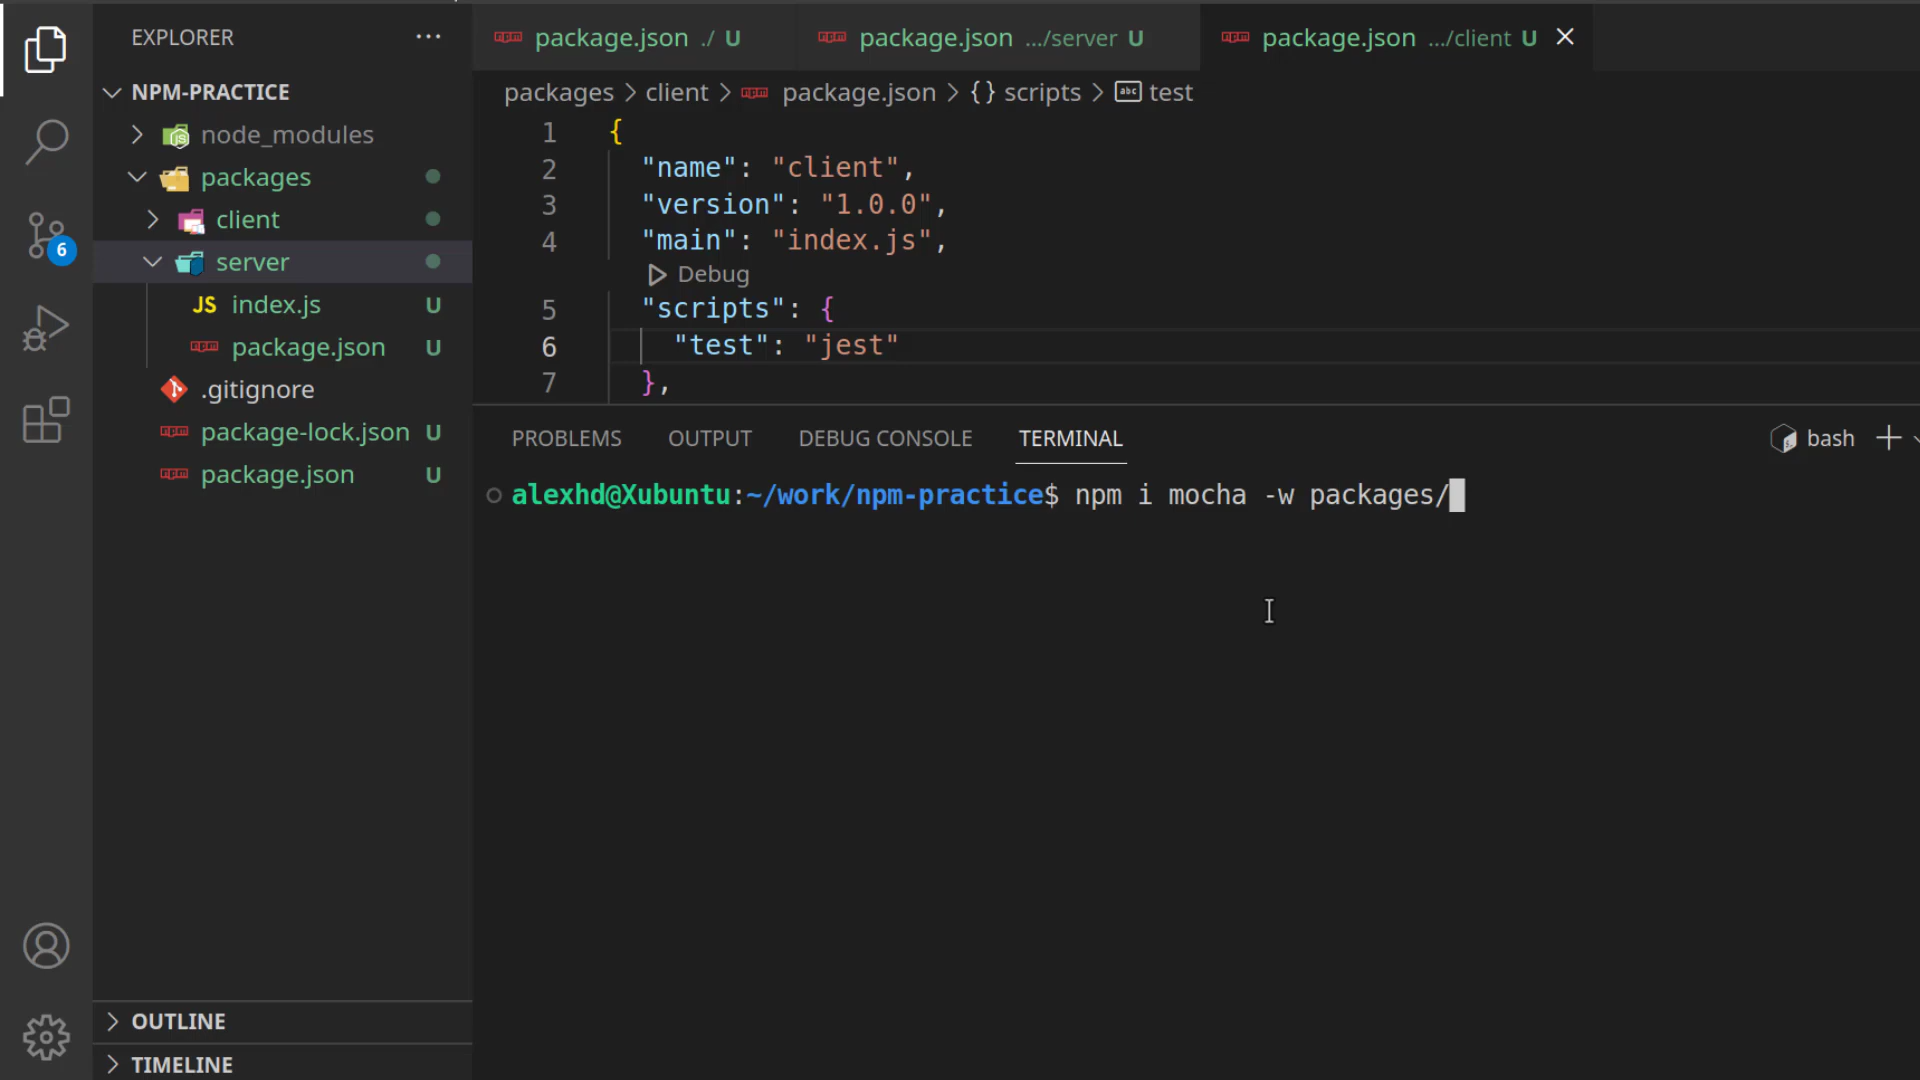 EXPLORER
NPM-PRACTICE
node_modules
packages
client
server
JS index.js U
package.json U
.gitignore
package-lock.json U
package.json U
OUTLINE
TIMELINE
6
package.json ./ U
package.json .../server U
package.json .../client U
packages > client > package.json > {} scripts > abc test
1 {
2 "name": "client",
3 "version": "1.0.0",
4 "main": "index.js",
Debug
5 "scripts": {
6 "test": "jest"
7 },
PROBLEMS OUTPUT DEBUG CONSOLE TERMINAL
bash
alexhd@Xubuntu:~/work/npm-practice$ npm i mocha -w packages/